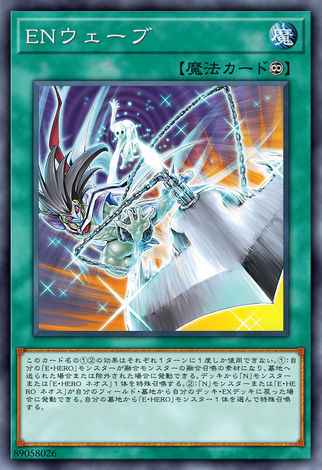 ENウェーブ
魔
【魔法カード】
このカード名の①②の効果はそれぞれ１ターンに１度しか使用できない。①：自
分の「E・HERO」モンスターが融合モンスターの融合召喚の素材になり、墓地へ
送られた場合または除外された場合に発動できる。デッキから「N」モンスター
または「E・HERO ネオス」１体を特殊召喚する。②：「N」モンスターまたは「E・HE
RO ネオス」が自分のフィールド・墓地から自分のデッキ・EXデッキに戻った場
合に発動できる。自分の墓地から「E・HERO」モンスター１体を選んで特殊召喚
する。
89058026